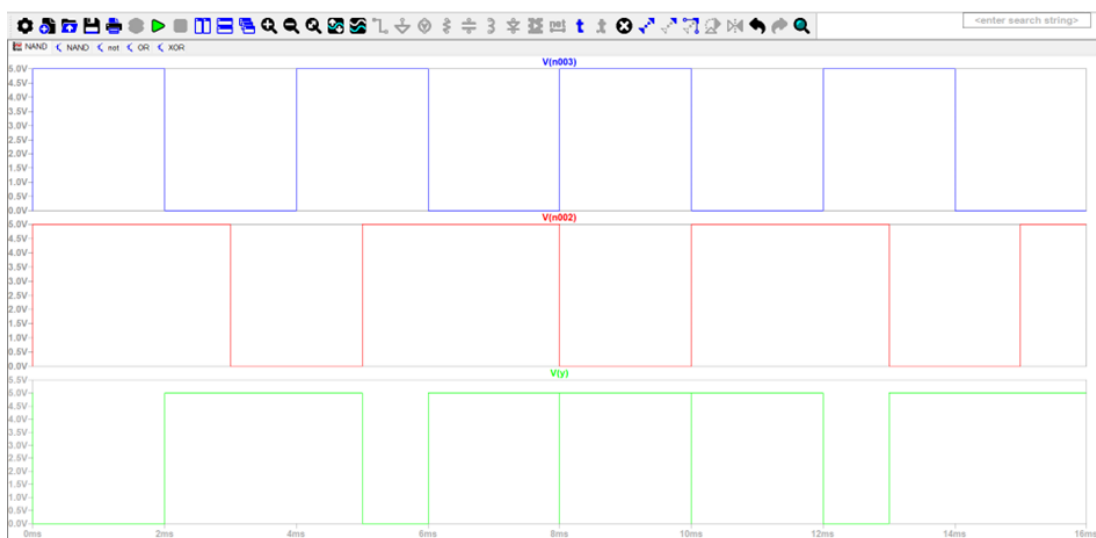 <enter search string>
net t t
NAND NAND not OR XOR
V(n003)
5.0V
4.5V
4.0V
3.5V
3.0V
2.5V
2.0V
1.5V
1.0V
0.5V
0.0V
V(n002)
5.0V
4.5V
4.0V
3.5V
3.0V
2.5V
2.0V
1.5V
1.0V
0.5V
0.0V
V(y)
5.5V
5.0V
4.5V
4.0V
3.5V
3.0V
2.5V
2.0V
1.5V
1.0V
0.5V
0.0V
0ms 2ms 4ms 6ms 8ms 10ms 12ms 14ms 16ms